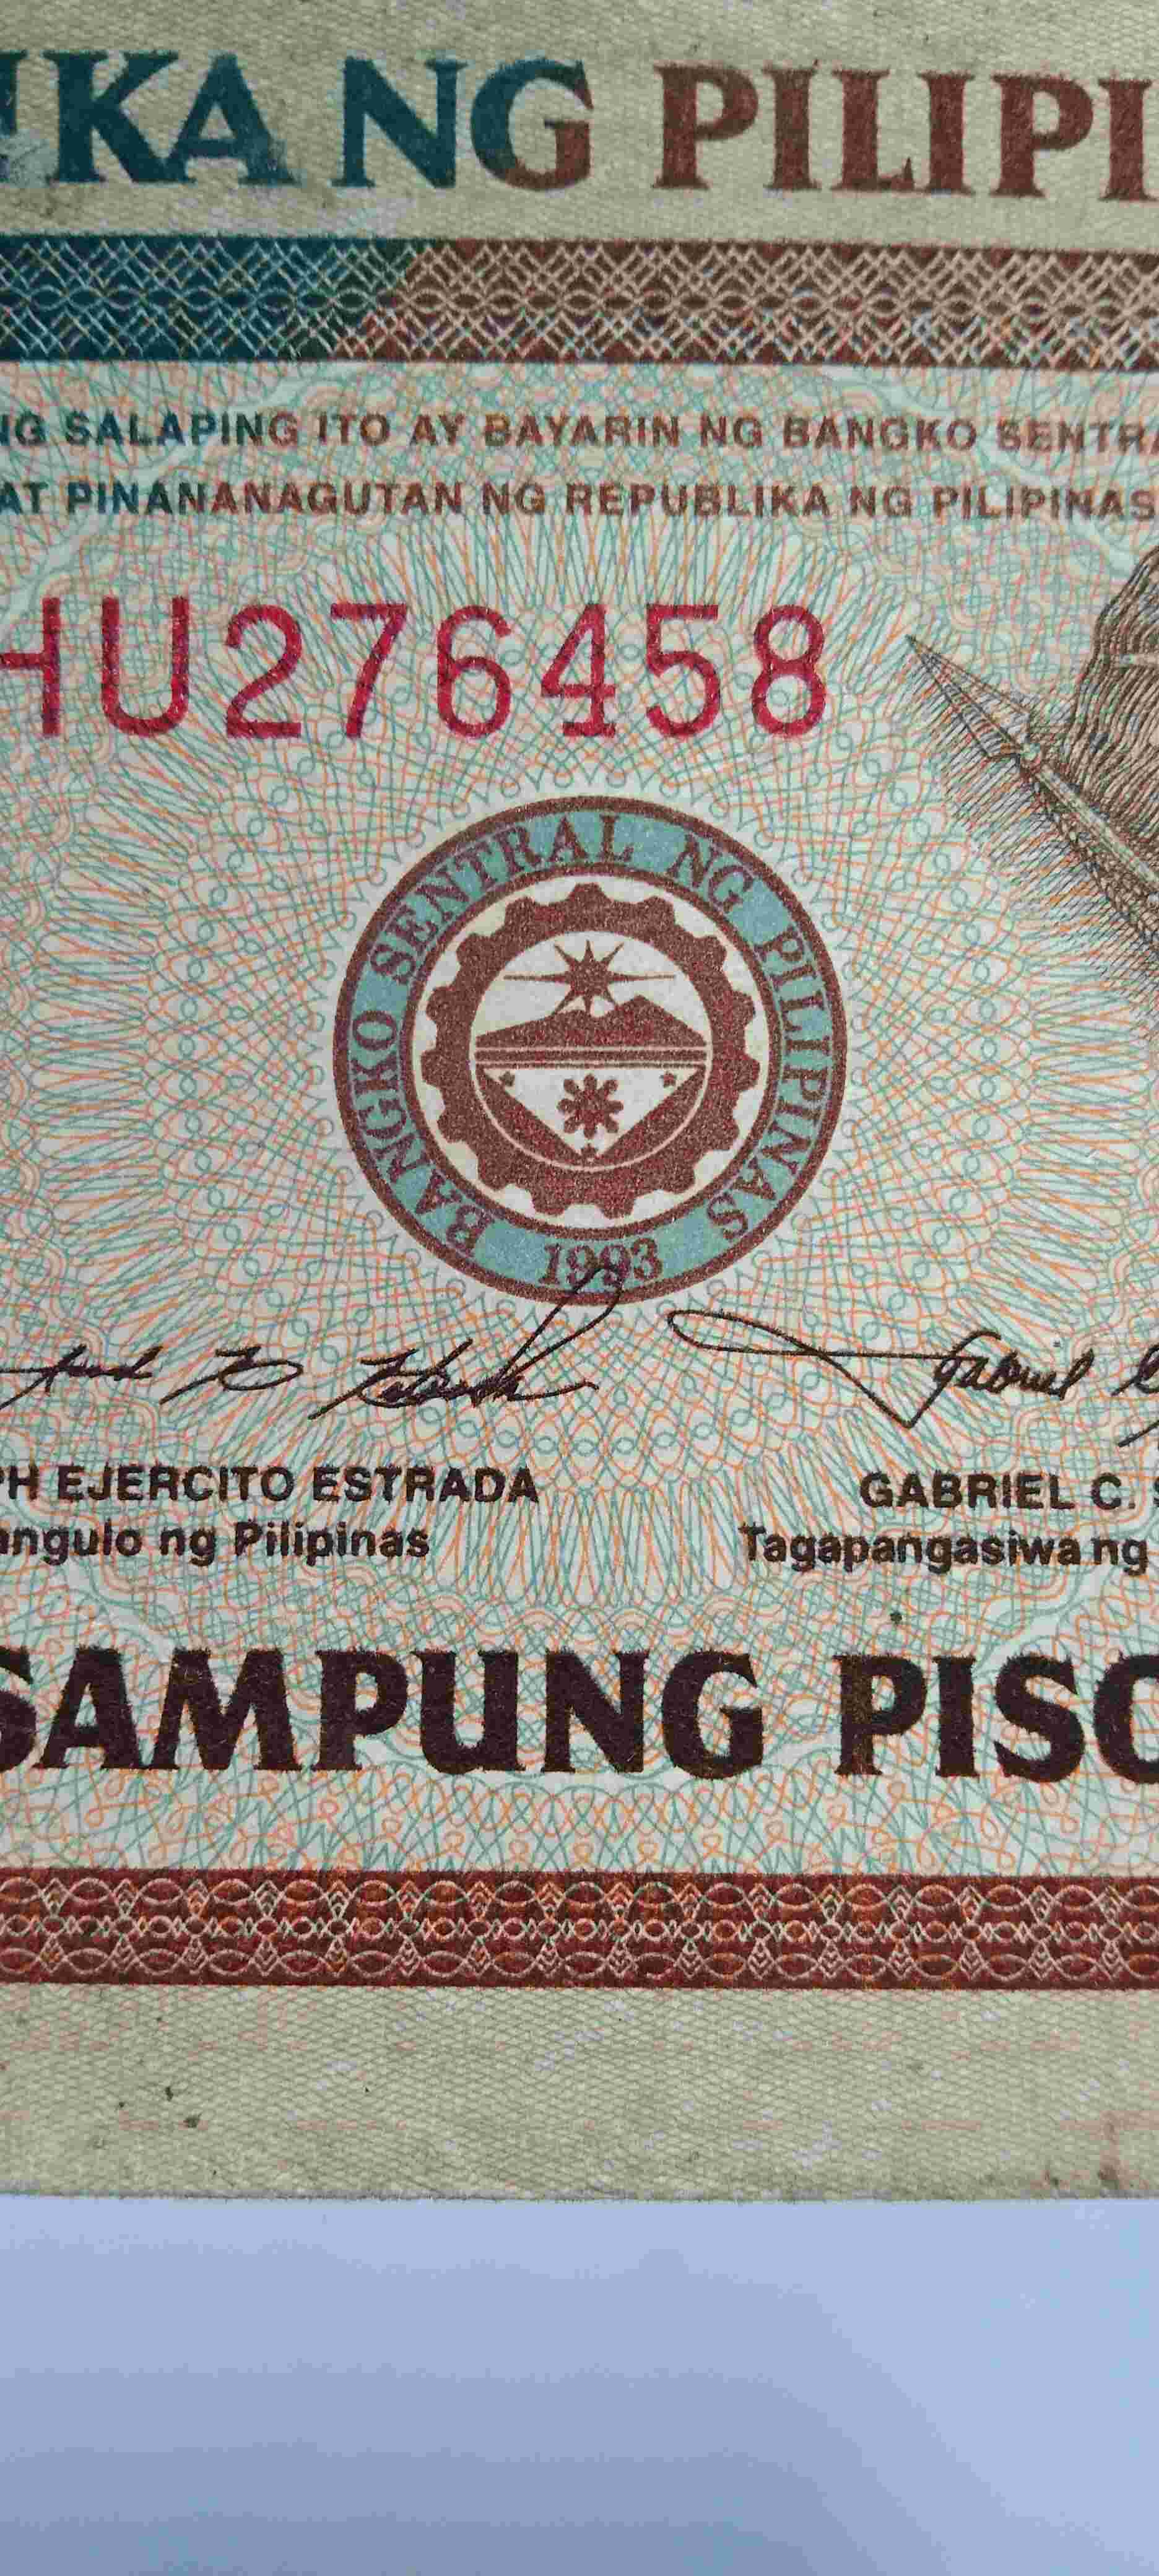 IKA NG PILIPI
NG SALAPING ITO AY BAYARIN NG BANGKO SENTRA
AT PINANANAGUTAN NG REPUBLIKA NG PILIPINAS
HU276458
BANGKO SENTRAL NG PILIPINAS
1993
PH EJERCITO ESTRADA
angulo ng Pilipinas
GABRIEL C. S
Tagapangasiwa ng
SAMPUNG PISO